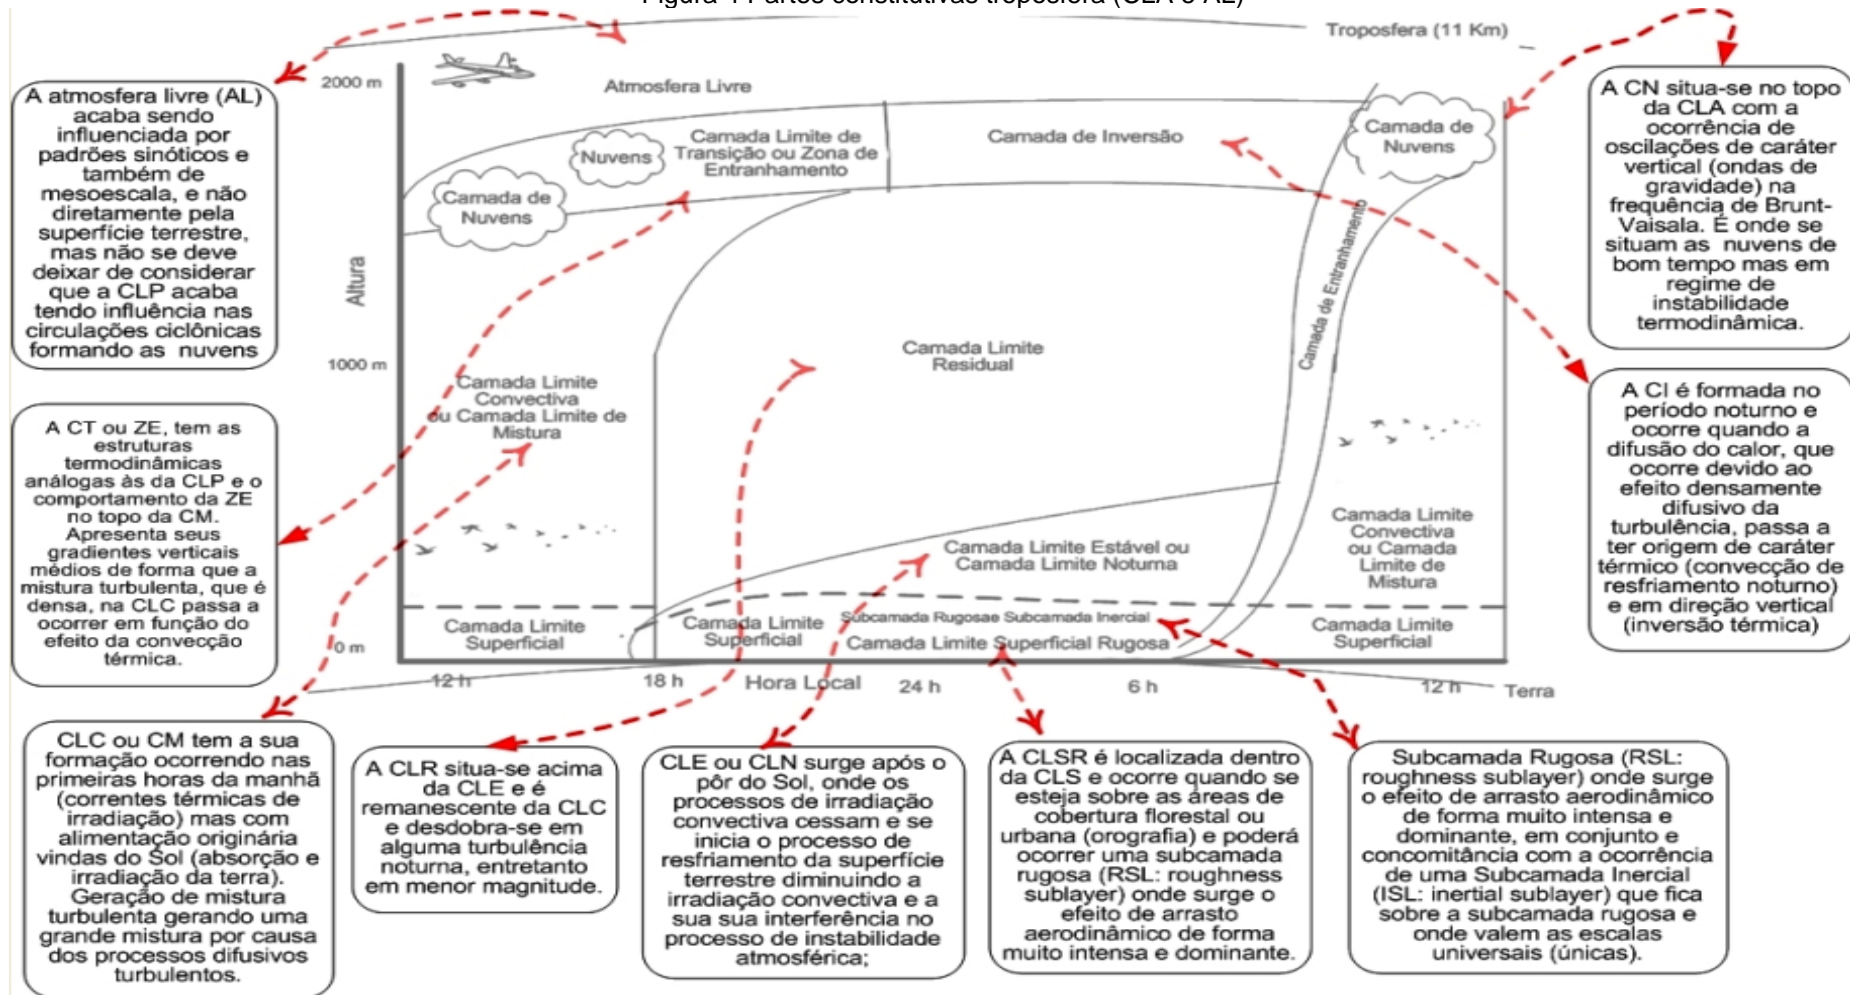 Figura 4 Partes constitutivas troposfera (CLA e AL)
Troposfera (11 Km)
2000 m
Atmosfera Livre
A atmosfera livre (AL)
acaba sendo
influenciada por
padrões sinóticos e
também de
mesoescala, e não
diretamente pela
superfície terrestre,
mas não se deve
deixar de considerar
que a CLP acaba
tendo influência nas
circulações ciclônicas
formando as nuvens
Camada de
Nuvens
Nuvens
Camada Limite de
Transição ou Zona de
Entranhamento
Camada de Inversão
Camada de
Nuvens
A CN situa-se no topo
da CLA com a
ocorrência de
oscilações de caráter
vertical (ondas de
gravidade) na
frequência de Brunt-
Vaisala. É onde se
situam as nuvens de
bom tempo mas em
regime de
instabilidade
termodinâmica.
Altura
1000 m
Camada Limite
Convectiva
ou Camada Limite de
Mistura
Camada Limite
Residual
Camada de Entranhamento
A CT ou ZE, tem as
estruturas
termodinâmicas
análogas às da CLP e o
comportamento da ZE
no topo da CM.
Apresenta seus
gradientes verticais
médios de forma que a
mistura turbulenta, que é
densa, na CLC passa a
ocorrer em função do
efeito da convecção
térmica.
A CI é formada no
período noturno e
ocorre quando a
difusão do calor, que
ocorre devido ao
efeito densamente
difusivo da
turbulência, passa a
ter origem de caráter
térmico (convecção de
resfriamento noturno)
e em direção vertical
(inversão térmica)
Camada Limite Estável ou
Camada Limite Noturna
Camada Limite
Convectiva
ou Camada
Limite de
Mistura
0 m
Camada Limite
Superficial
Camada Limite
Superficial
Subcamada Rugosae Subcamada Inercial
Camada Limite Superficial Rugosa
Camada Limite
Superficial
12 h
18 h
Hora Local
24 h
6 h
12 h
Terra
CLC ou CM tem a sua
formação ocorrendo nas
primeiras horas da manhã
(correntes térmicas de
irradiação) mas com
alimentação originária
vindas do Sol (absorção e
irradiação da terra).
Geração de mistura
turbulenta gerando uma
grande mistura por causa
dos processos difusivos
turbulentos.
A CLR situa-se acima
da CLE e é
remanescente da CLC
e desdobra-se em
alguma turbulência
noturna, entretanto
em menor magnitude.
CLE ou CLN surge após o
pôr do Sol, onde os
processos de irradiação
convectiva cessam e se
inicia o processo de
resfriamento da superfície
terrestre diminuindo a
irradiação convectiva e a
sua sua interferência no
processo de instabilidade
atmosférica;
A CLSR é localizada dentro
da CLS e ocorre quando se
esteja sobre as áreas de
cobertura florestal ou
urbana (orografia) e poderá
ocorrer uma subcamada
rugosa (RSL: roughness
sublayer) onde surge o
efeito de arrasto
aerodinâmico de forma
muito intensa e dominante.
Subcamada Rugosa (RSL:
roughness sublayer) onde surge
o efeito de arrasto aerodinâmico
de forma muito intensa e
dominante, em conjunto e
concomitância com a ocorrência
de uma Subcamada Inercial
(ISL: inertial sublayer) que fica
sobre a subcamada rugosa e
onde valem as escalas
universais (únicas).